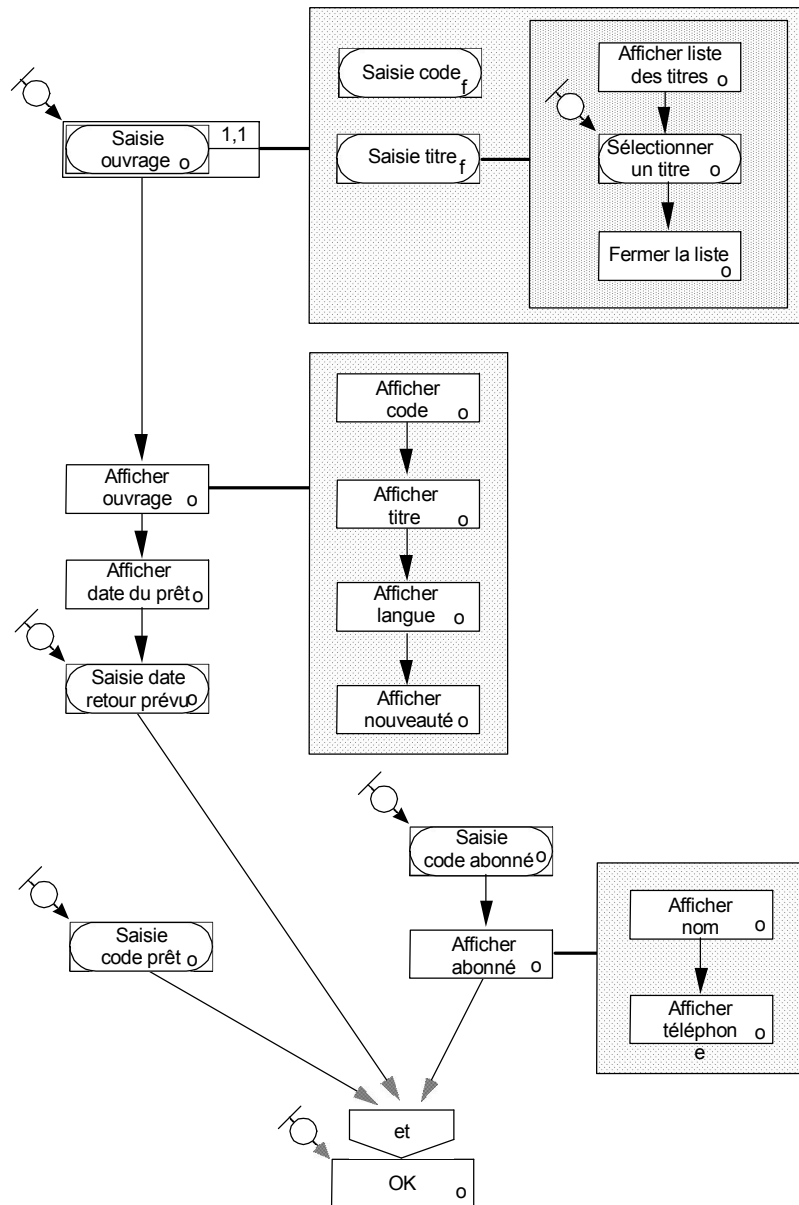 Saisie
ouvrage o
1,1
Saisie code f
Saisie titre f
Afficher liste
des titres o
Sélectionner
un titre o
Fermer la liste
o
Afficher
ouvrage o
Afficher
date du prêt o
Saisie date
retour prévu o
Afficher
code o
Afficher
titre o
Afficher
langue o
Afficher
nouveauté o
Saisie
code abonné o
Afficher
abonné o
Afficher
nom o
Afficher
téléphon o
e
Saisie
code prêt o
et
OK
o